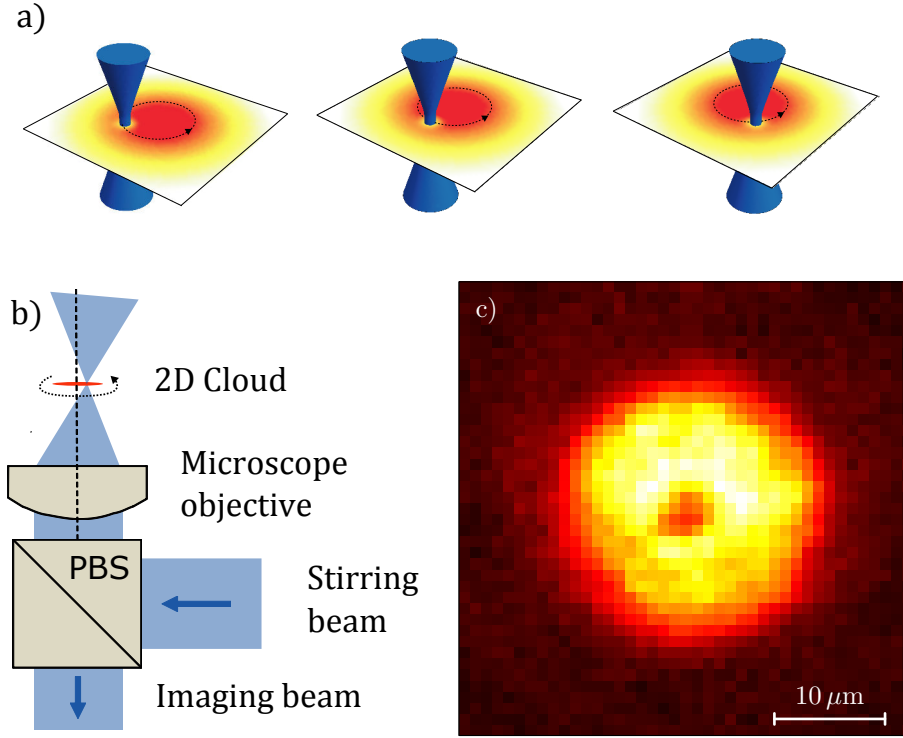 a)
b)
2D Cloud
Microscope
objective
PBS
Stirring
beam
Imaging beam
c)
10 μm